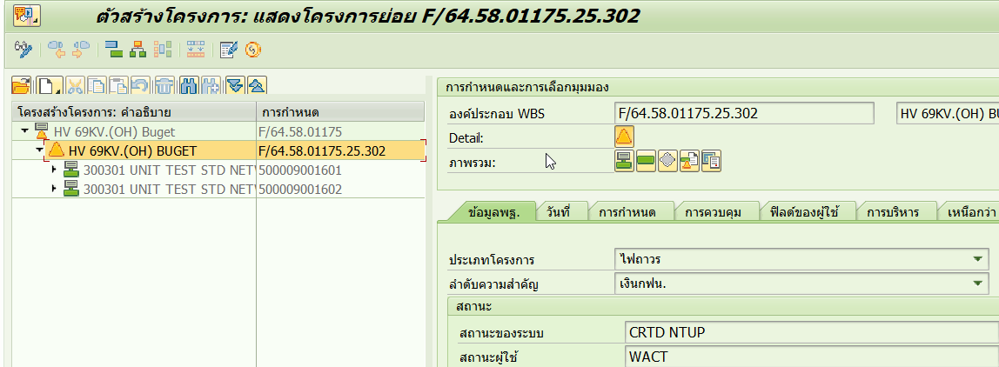 ตัวสร้างโครงการ: แสดงโครงการย่อย F/64.58.01175.25.302
โครงสร้างโครงการ: คำอธิบาย การกำหนด
HV 69KV.(OH) Buget F/64.58.01175
HV 69KV.(OH) BUGET F/64.58.01175.25.302
300301 UNIT TEST STD NET 500009001601
300301 UNIT TEST STD NET 500009001602
การกำหนดและการเลือกมุมมอง
องค์ประกอบ WBS F/64.58.01175.25.302 HV 69KV.(OH) BU
Detail:
ภาพรวม:
ข้อมูลพฐ. วันที่ การกำหนด การควบคุม ฟิลด์ของผู้ใช้ การบริหาร เหนือกว่า
ประเภทโครงการ ไฟถาวร
ลำดับความสำคัญ เงินกฟน.
สถานะ
สถานะของระบบ CRTD NTUP
สถานะผู้ใช้ WACT